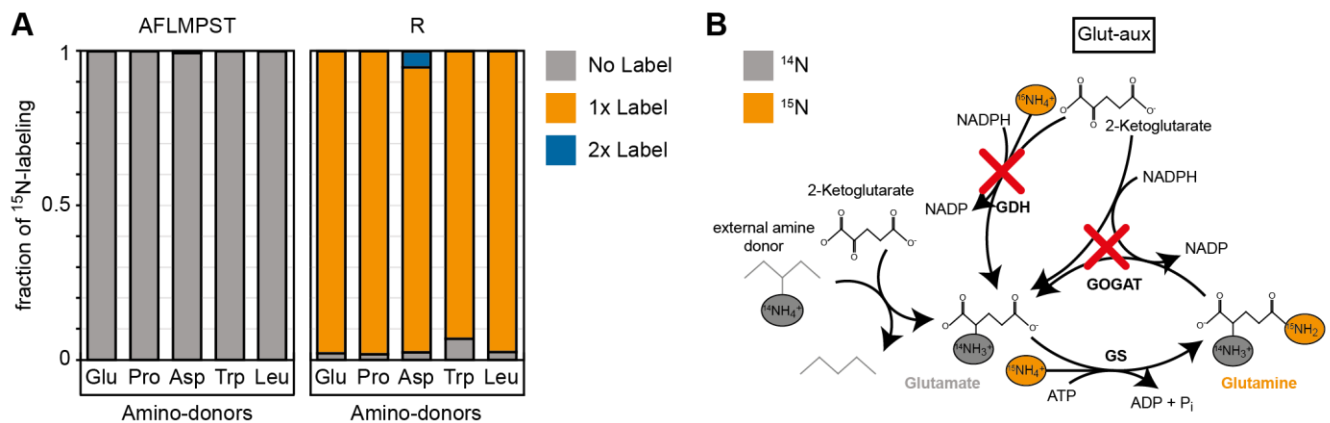 A
AFLMPST
R
fraction of ¹⁵N-labeling
1
0.5
0
Glu Pro Asp Trp Leu
Amino-donors
Glu Pro Asp Trp Leu
Amino-donors
No Label
1x Label
2x Label
B
¹⁴N
¹⁵N
Glut-aux
¹⁵NH₄⁺
O
O
O⁻
O
O⁻
2-Ketoglutarate
NADPH
NADP
GDH
NADPH
NADP
GOGAT
2-Ketoglutarate
O
O
O⁻
O
O⁻
external amine
donor
¹⁴NH₄⁺
O
O
O⁻
O⁻
¹⁴NH₃⁺
Glutamate
¹⁵NH₄⁺
ATP
GS
ADP + Pᵢ
O
O
O⁻
¹⁵NH₂
¹⁴NH₃⁺
Glutamine